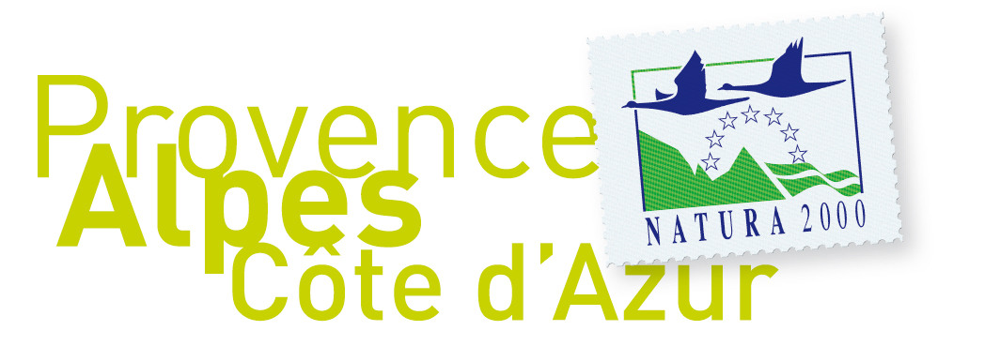 Provence
Alpes
Côte d'Azur
NATURA 2000